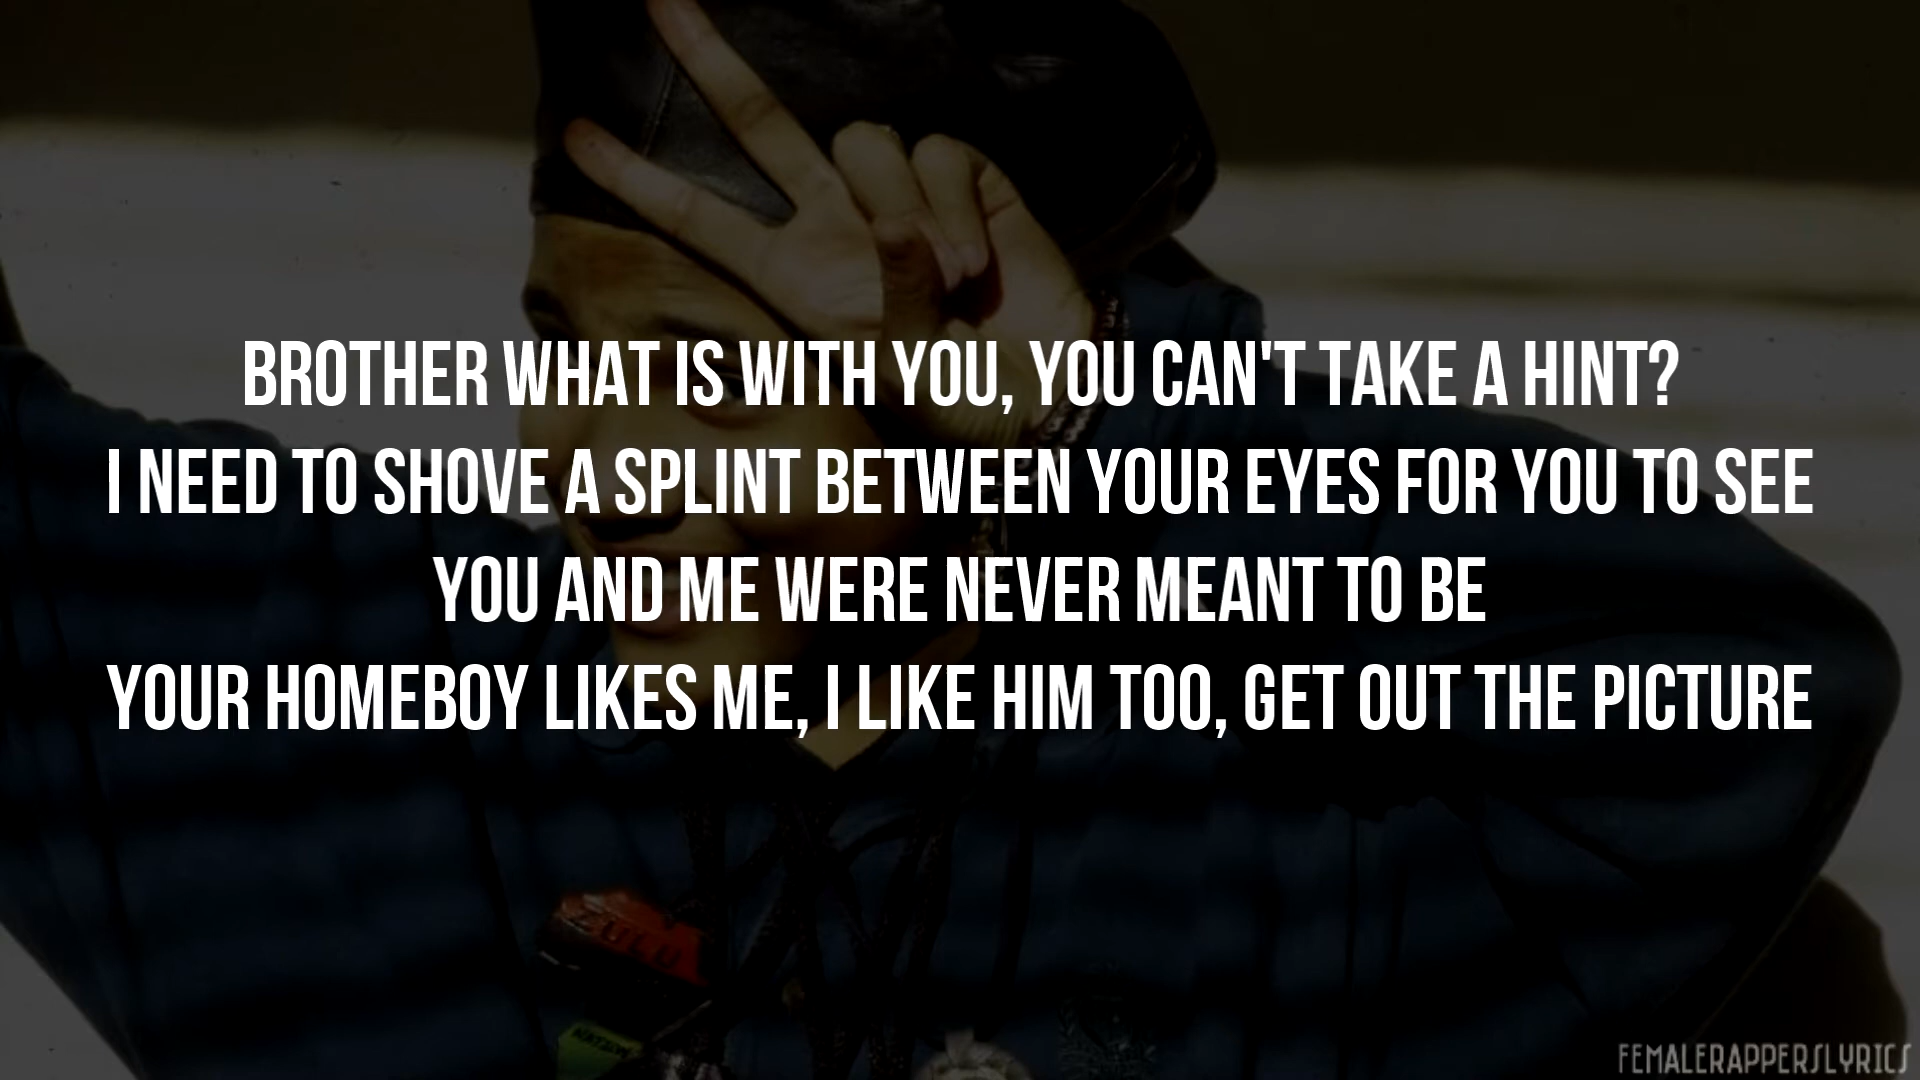 BROTHER WHAT IS WITH YOU, YOU CAN'T TAKE A HINT?
I NEED TO SHOVE A SPLINT BETWEEN YOUR EYES FOR YOU TO SEE
YOU AND ME WERE NEVER MEANT TO BE
YOUR HOMEBOY LIKES ME, I LIKE HIM TOO, GET OUT THE PICTURE
ZULU
NATION
FEMALERAPPERSLYRICS